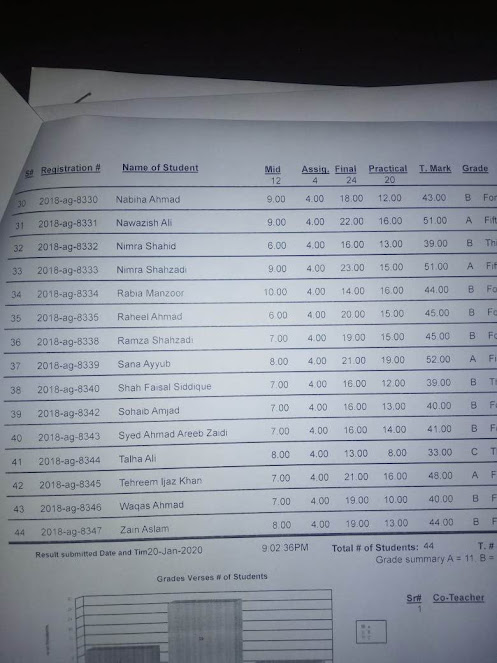 S# Registration # Name of Student Mid Assig. Final Practical T. Mark Grade
12 4 24 20
30 2018-ag-8330 Nabiha Ahmad 9.00 4.00 18.00 12.00 43.00 B For
31 2018-ag-8331 Nawazish Ali 9.00 4.00 22.00 16.00 51.00 A Fift
32 2018-ag-8332 Nimra Shahid 6.00 4.00 16.00 13.00 39.00 B Thi
33 2018-ag-8333 Nimra Shahzadi 9.00 4.00 23.00 15.00 51.00 A Fif
34 2018-ag-8334 Rabia Manzoor 10.00 4.00 14.00 16.00 44.00 B Fo
35 2018-ag-8335 Raheel Ahmad 6.00 4.00 20.00 15.00 45.00 B Fo
36 2018-ag-8338 Ramza Shahzadi 7.00 4.00 19.00 15.00 45.00 B Fo
37 2018-ag-8339 Sana Ayyub 8.00 4.00 21.00 19.00 52.00 A Fi
38 2018-ag-8340 Shah Faisal Siddique 7.00 4.00 16.00 12.00 39.00 B T
39 2018-ag-8342 Sohaib Amjad 7.00 4.00 16.00 13.00 40.00 B F
40 2018-ag-8343 Syed Ahmad Areeb Zaidi 7.00 4.00 16.00 14.00 41.00 B F
41 2018-ag-8344 Talha Ali 8.00 4.00 13.00 8.00 33.00 C T
42 2018-ag-8345 Tehreem Ijaz Khan 7.00 4.00 21.00 16.00 48.00 A F
43 2018-ag-8346 Waqas Ahmad 7.00 4.00 19.00 10.00 40.00 B F
44 2018-ag-8347 Zain Aslam 8.00 4.00 19.00 13.00 44.00 B F
Result submitted Date and Tim20-Jan-2020 9:02:36PM Total # of Students: 44 T. #
Grade summary A = 11. B =
Grades Verses # of Students
Sr# Co-Teacher
1